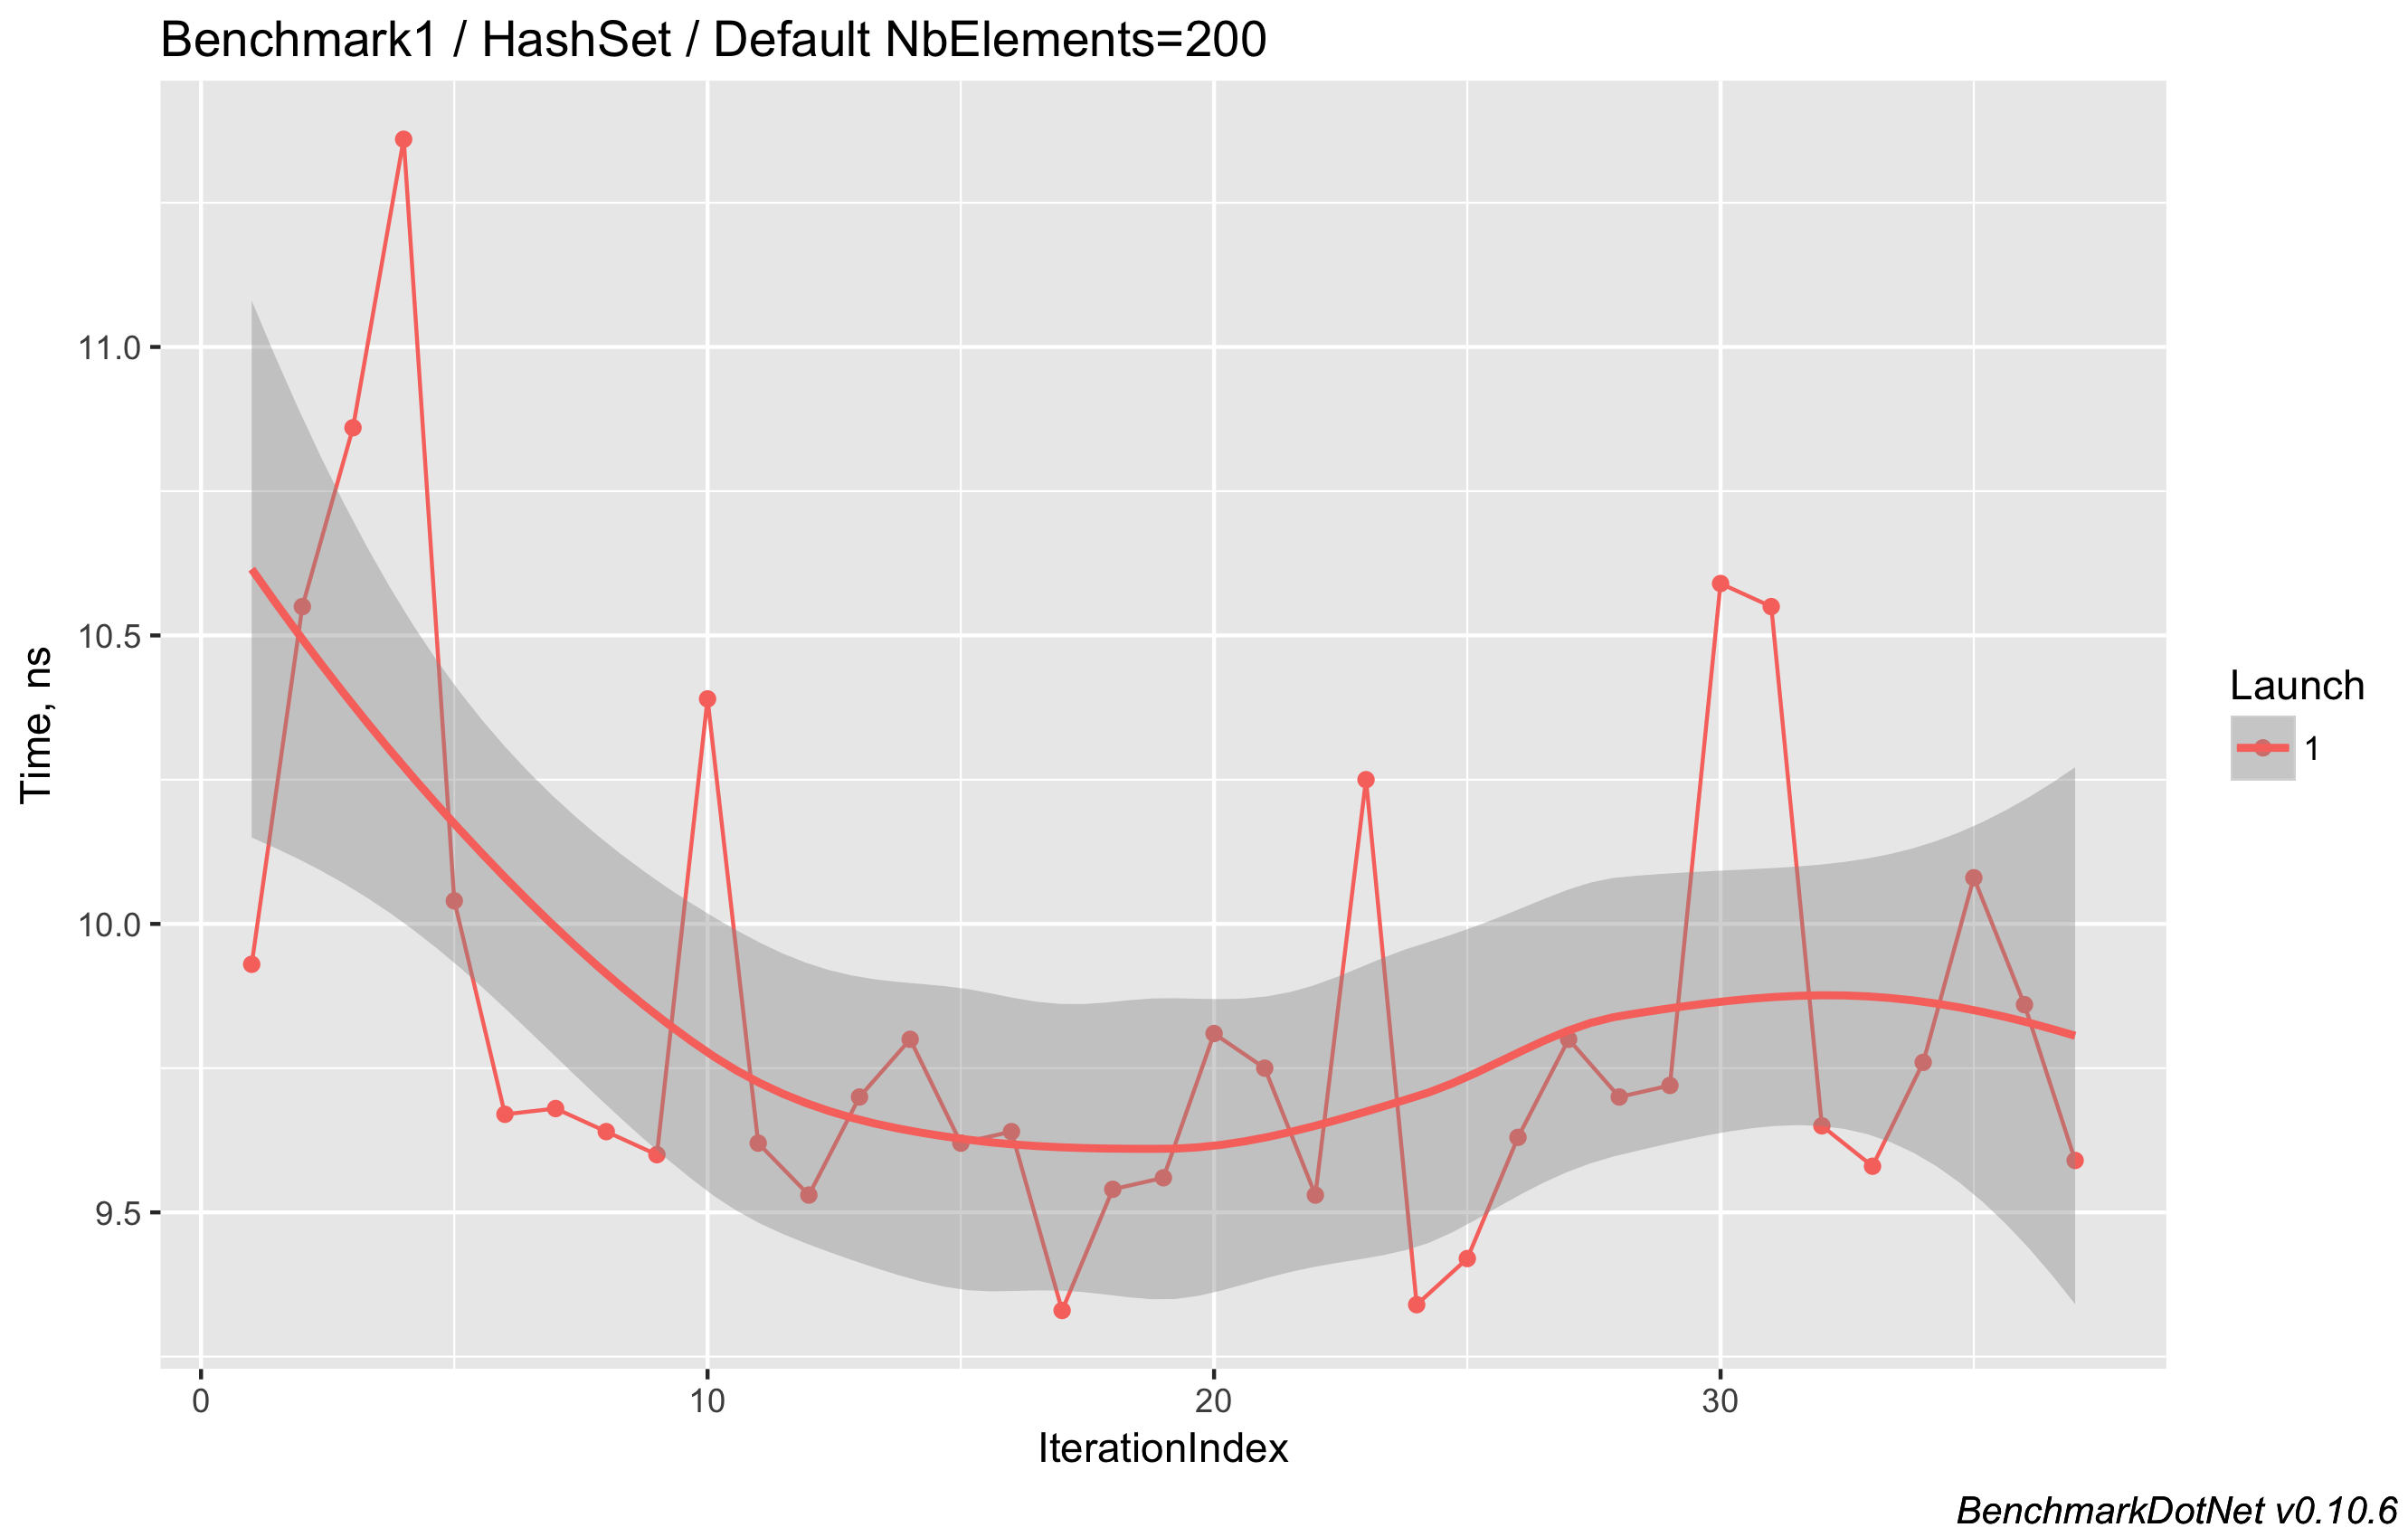 Benchmark1 / HashSet / Default NbElements=200
11.0
10.5
10.0
9.5
Time, ns
0 10 20 30
IterationIndex
Launch
1
BenchmarkDotNet v0.10.6